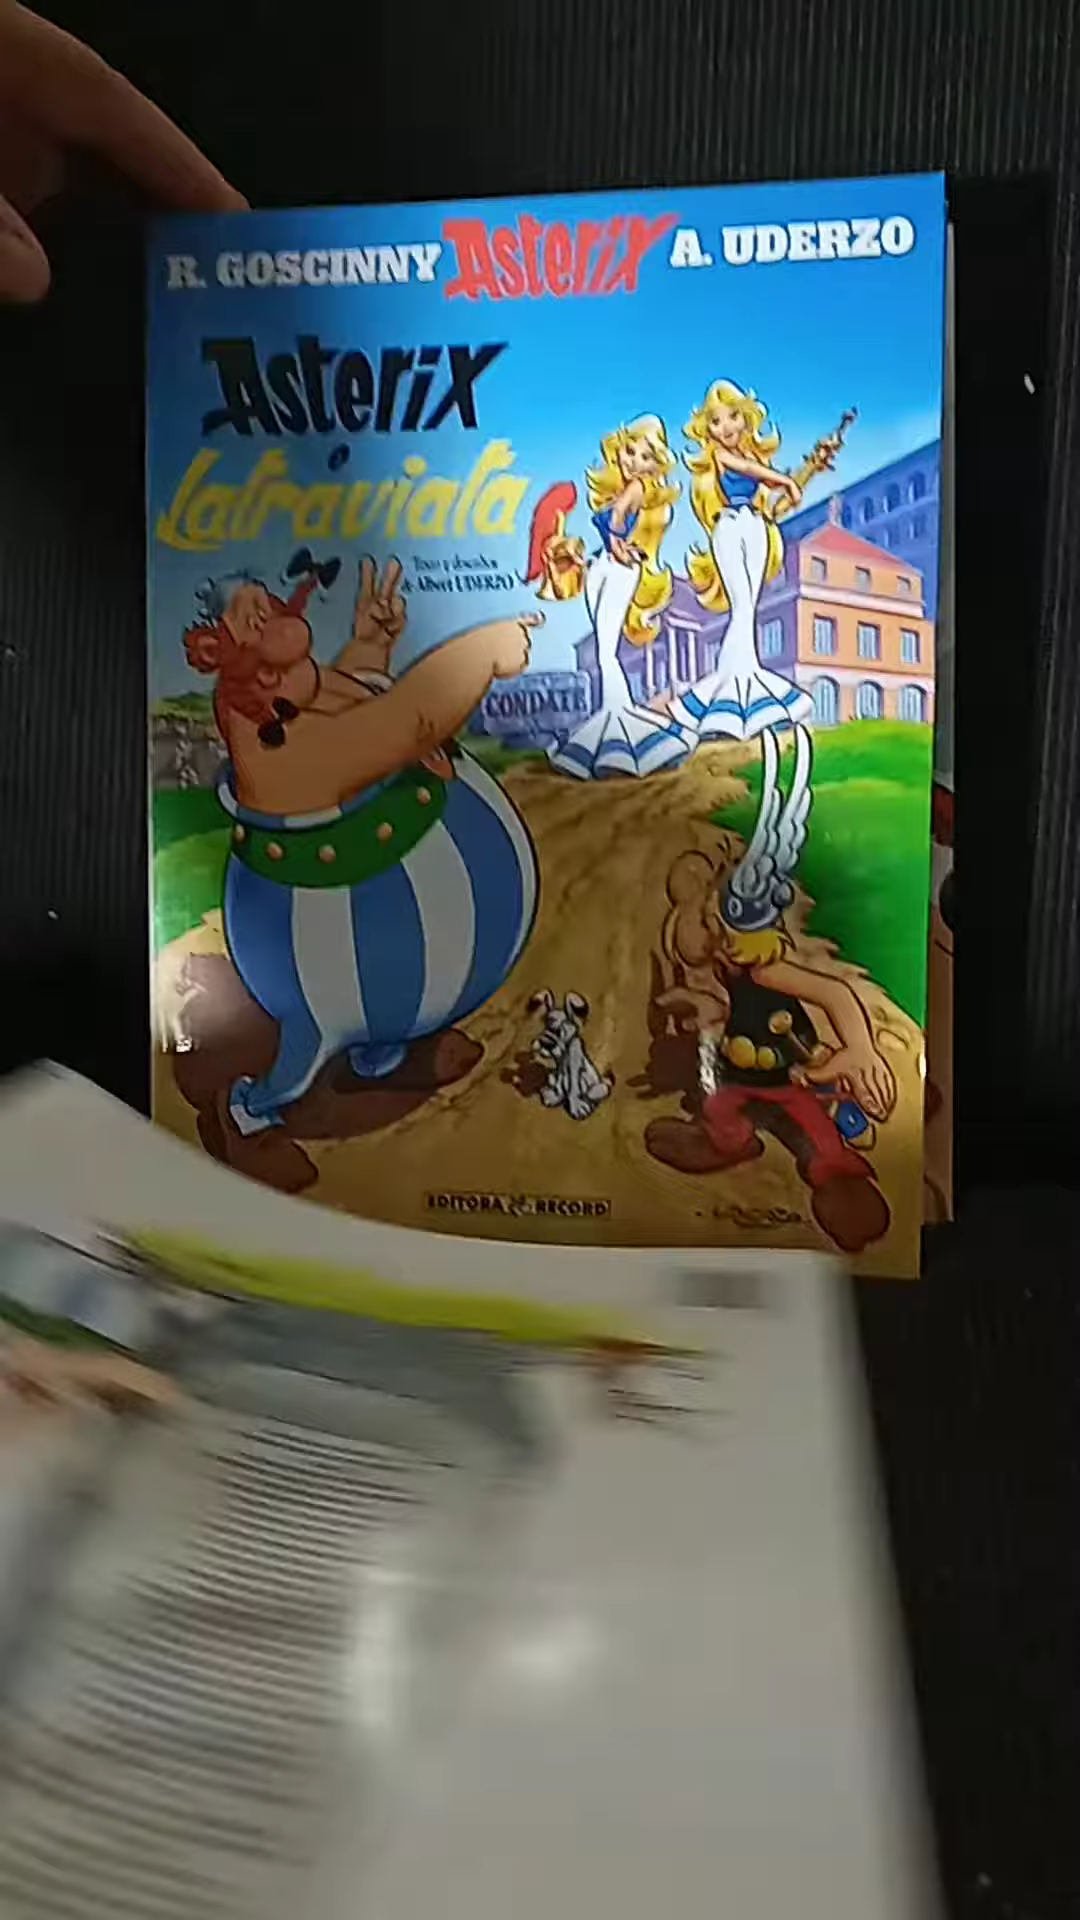 R. GOSCINNY Asterix A. UDERZO
Asterix
e
Latraviata
Texto e desenhos
de Albert UDERZO
CONDATE
EDITORA RECORD